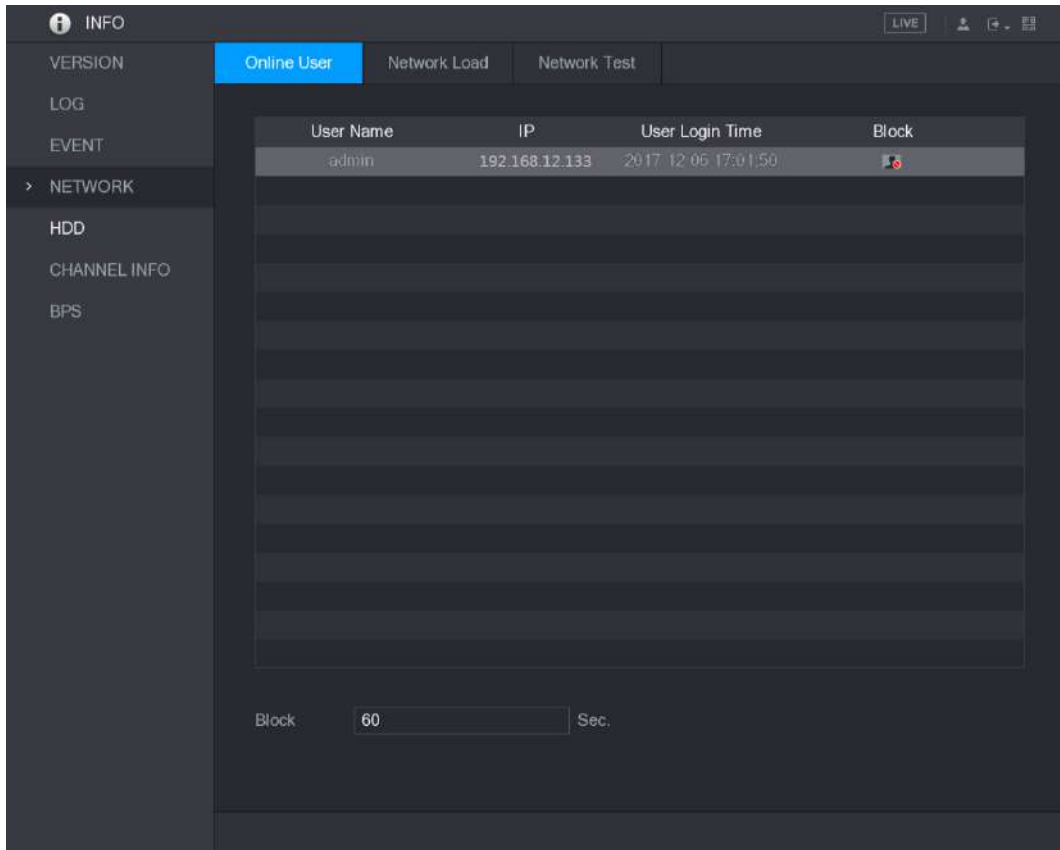 INFO LIVE
VERSION
Online User Network Load Network Test
LOG
User Name IP User Login Time Block
EVENT
admin 192.168.12.133 2017-12-06 17:01:50
> NETWORK
HDD
CHANNEL INFO
BPS
Block 60 Sec.